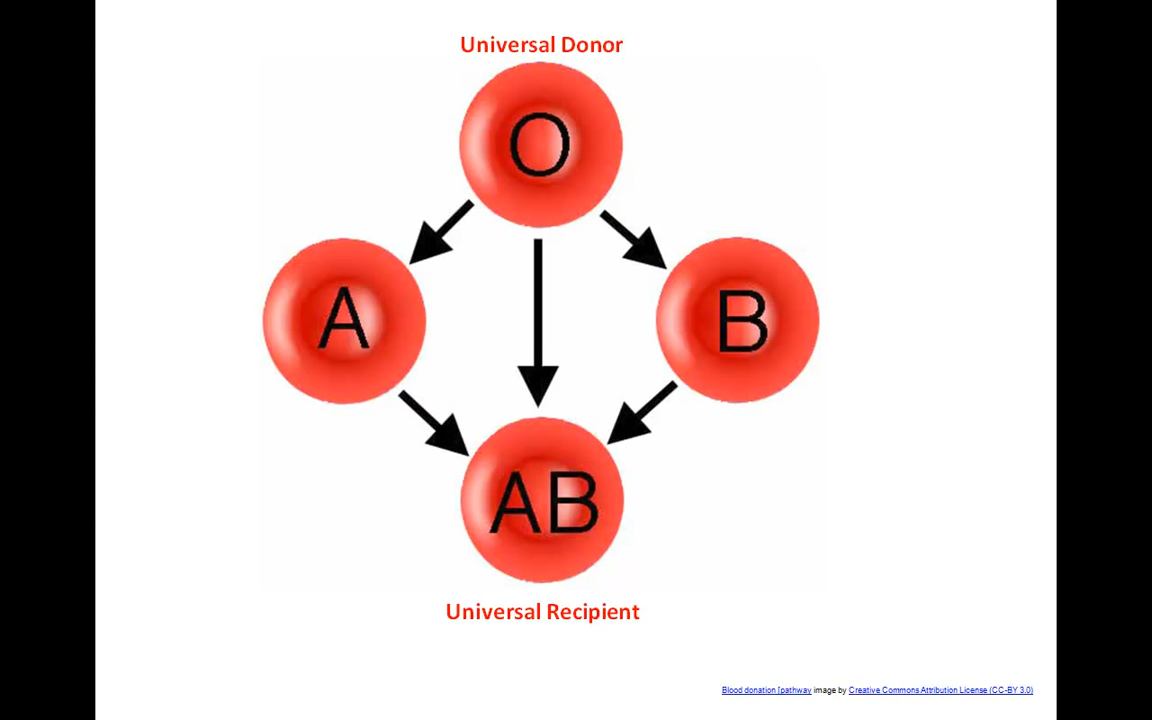 Universal Donor
O
A
B
AB
Universal Recipient
Blood donation [pathway image by Creative Commons Attribution License (CC-BY 3.0)